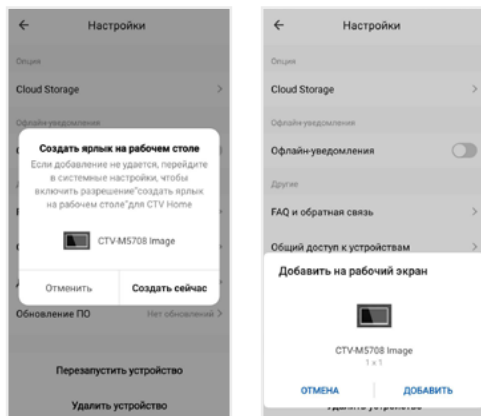 Настройки
Опция
Cloud Storage
Офлайн-уведомления
Создать ярлык на рабочем столе
Если добавление не удается, перейдите
в системные настройки, чтобы
включить разрешение"создать ярлык
на рабочем столе"для CTV Home
CTV-M5708 Image
Отменить
Создать сейчас
Обновление ПО
Нет обновлений
Перезапустить устройство
Удалить устройство
Настройки
Опция
Cloud Storage
Офлайн-уведомления
Офлайн-уведомления
Другие
FAQ и обратная связь
Общий доступ к устройствам
Добавить на рабочий экран
CTV-M5708 Image
1 x 1
ОТМЕНА
ДОБАВИТЬ